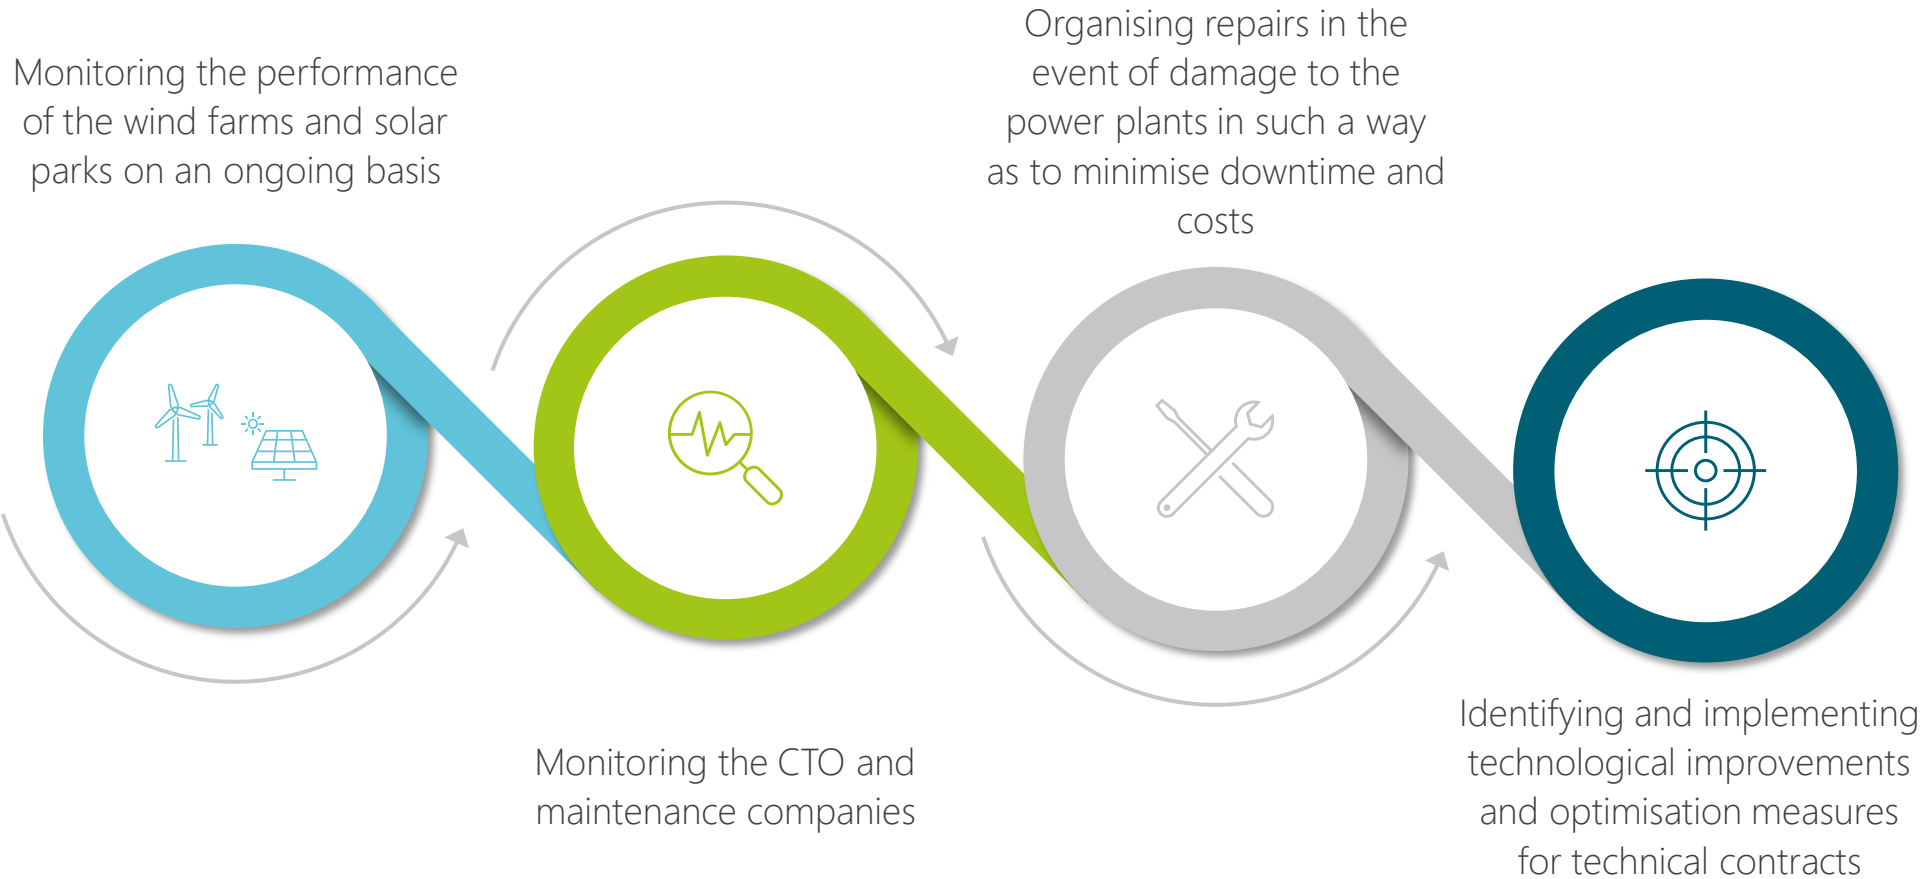 Monitoring the performance
of the wind farms and solar
parks on an ongoing basis
Monitoring the CTO and
maintenance companies
Organising repairs in the
event of damage to the
power plants in such a way
as to minimise downtime and
costs
Identifying and implementing
technological improvements
and optimisation measures
for technical contracts